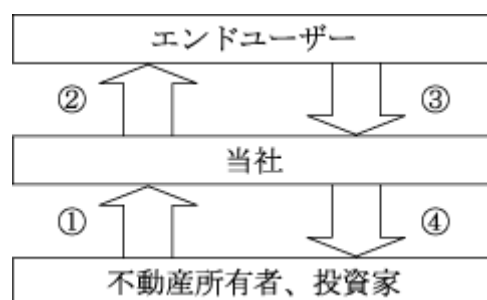 エンドユーザー
② ③
当社
① ④
不動産所有者、投資家